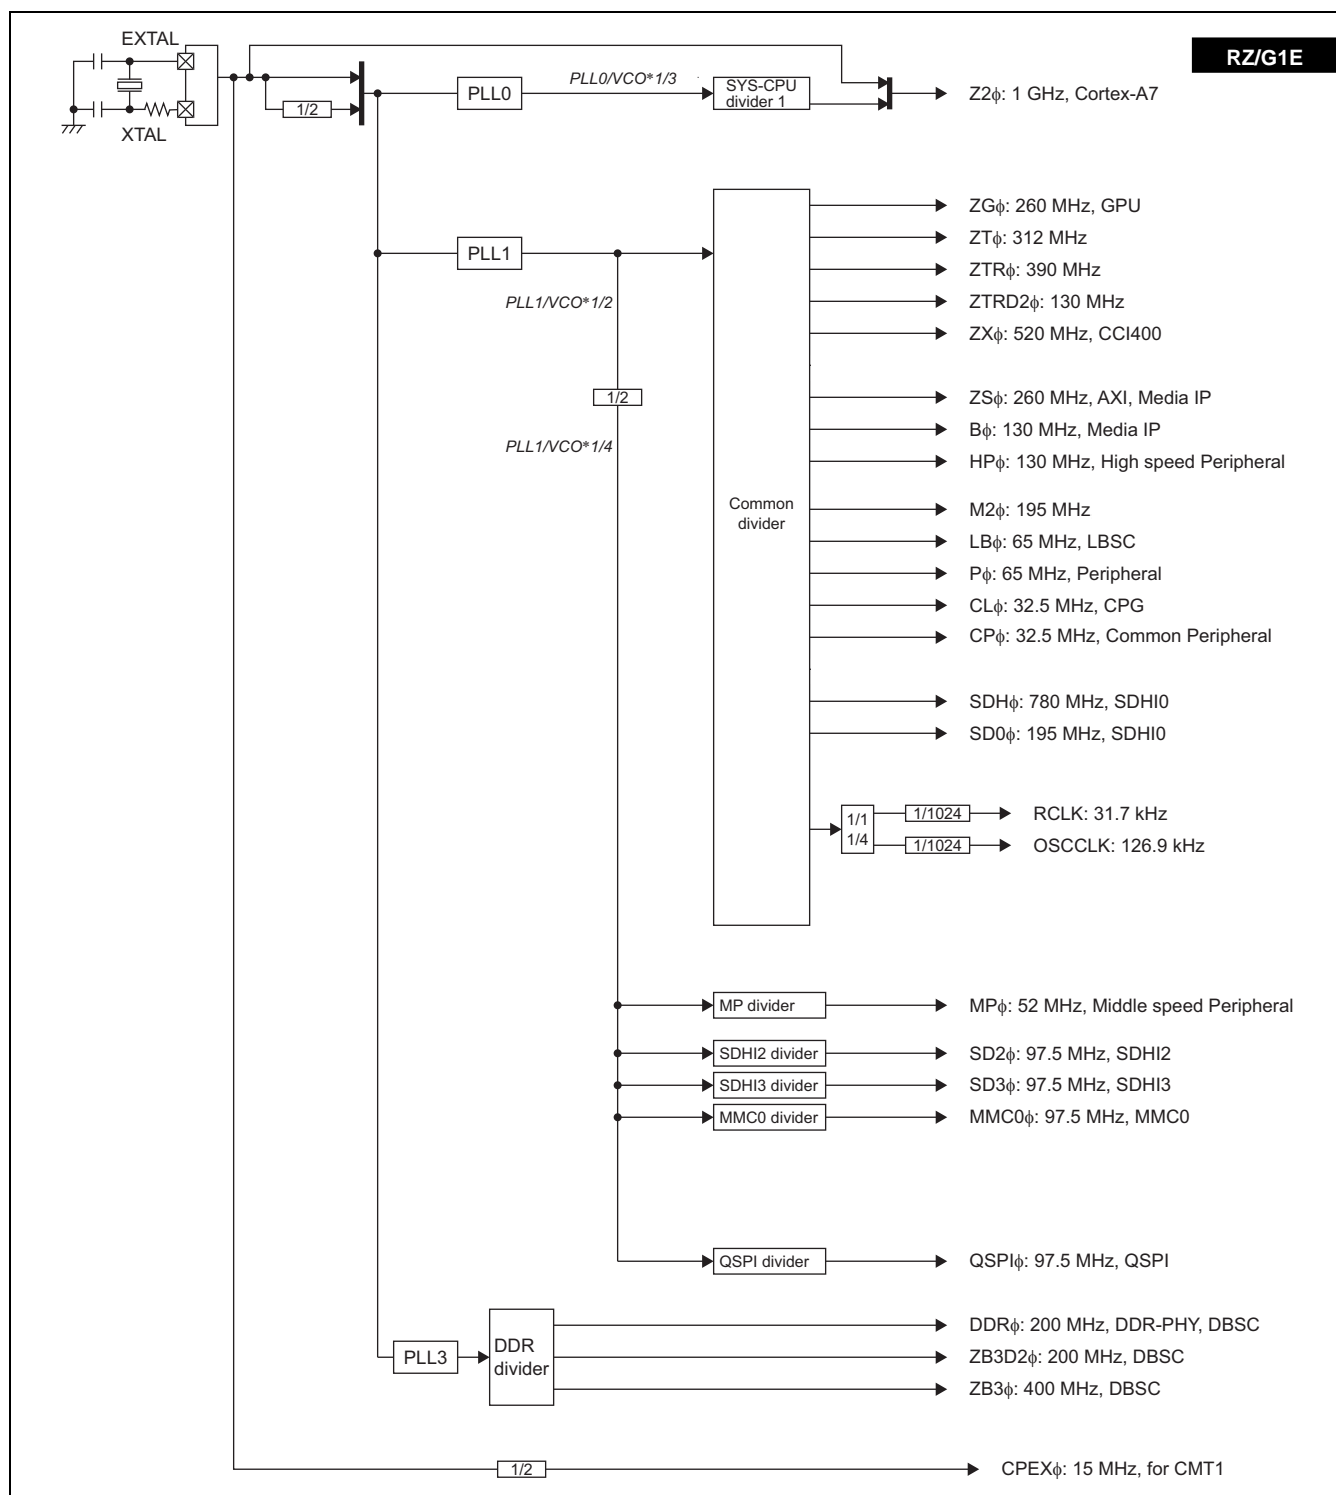 EXTAL
XTAL
RZ/G1E
1/2
PLL0
PLL0/VCO*1/3
SYS-CPU
divider 1
Z2ϕ: 1 GHz, Cortex-A7
PLL1
PLL1/VCO*1/2
1/2
PLL1/VCO*1/4
Common
divider
ZGϕ: 260 MHz, GPU
ZTϕ: 312 MHz
ZTRϕ: 390 MHz
ZTRD2ϕ: 130 MHz
ZXϕ: 520 MHz, CCI400
ZSϕ: 260 MHz, AXI, Media IP
Bϕ: 130 MHz, Media IP
HPϕ: 130 MHz, High speed Peripheral
M2ϕ: 195 MHz
LBϕ: 65 MHz, LBSC
Pϕ: 65 MHz, Peripheral
CLϕ: 32.5 MHz, CPG
CPϕ: 32.5 MHz, Common Peripheral
SDHϕ: 780 MHz, SDHI0
SD0ϕ: 195 MHz, SDHI0
1/1
1/4
1/1024
RCLK: 31.7 kHz
1/1024
OSCCLK: 126.9 kHz
MP divider
MPϕ: 52 MHz, Middle speed Peripheral
SDHI2 divider
SD2ϕ: 97.5 MHz, SDHI2
SDHI3 divider
SD3ϕ: 97.5 MHz, SDHI3
MMC0 divider
MMC0ϕ: 97.5 MHz, MMC0
QSPI divider
QSPIϕ: 97.5 MHz, QSPI
PLL3
DDR
divider
DDRϕ: 200 MHz, DDR-PHY, DBSC
ZB3D2ϕ: 200 MHz, DBSC
ZB3ϕ: 400 MHz, DBSC
1/2
CPEXϕ: 15 MHz, for CMT1